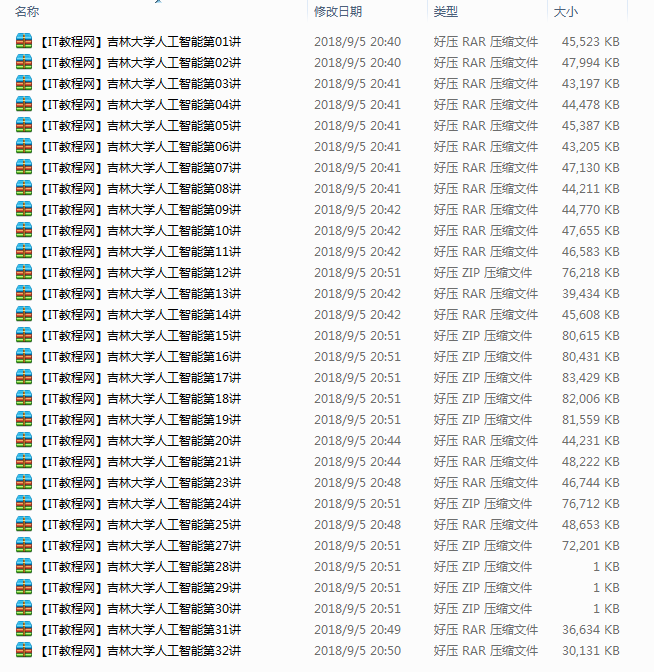 名称 修改日期 类型 大小
【IT教程网】吉林大学人工智能第01讲 2018/9/5 20:40 好压 RAR 压缩文件 45,523 KB
【IT教程网】吉林大学人工智能第02讲 2018/9/5 20:40 好压 RAR 压缩文件 47,994 KB
【IT教程网】吉林大学人工智能第03讲 2018/9/5 20:41 好压 RAR 压缩文件 43,197 KB
【IT教程网】吉林大学人工智能第04讲 2018/9/5 20:41 好压 RAR 压缩文件 44,478 KB
【IT教程网】吉林大学人工智能第05讲 2018/9/5 20:41 好压 RAR 压缩文件 45,387 KB
【IT教程网】吉林大学人工智能第06讲 2018/9/5 20:41 好压 RAR 压缩文件 43,205 KB
【IT教程网】吉林大学人工智能第07讲 2018/9/5 20:41 好压 RAR 压缩文件 47,130 KB
【IT教程网】吉林大学人工智能第08讲 2018/9/5 20:41 好压 RAR 压缩文件 44,211 KB
【IT教程网】吉林大学人工智能第09讲 2018/9/5 20:42 好压 RAR 压缩文件 44,770 KB
【IT教程网】吉林大学人工智能第10讲 2018/9/5 20:42 好压 RAR 压缩文件 47,655 KB
【IT教程网】吉林大学人工智能第11讲 2018/9/5 20:42 好压 RAR 压缩文件 46,583 KB
【IT教程网】吉林大学人工智能第12讲 2018/9/5 20:51 好压 ZIP 压缩文件 76,218 KB
【IT教程网】吉林大学人工智能第13讲 2018/9/5 20:42 好压 RAR 压缩文件 39,434 KB
【IT教程网】吉林大学人工智能第14讲 2018/9/5 20:42 好压 RAR 压缩文件 45,608 KB
【IT教程网】吉林大学人工智能第15讲 2018/9/5 20:51 好压 ZIP 压缩文件 80,615 KB
【IT教程网】吉林大学人工智能第16讲 2018/9/5 20:51 好压 ZIP 压缩文件 80,431 KB
【IT教程网】吉林大学人工智能第17讲 2018/9/5 20:51 好压 ZIP 压缩文件 83,429 KB
【IT教程网】吉林大学人工智能第18讲 2018/9/5 20:51 好压 ZIP 压缩文件 82,006 KB
【IT教程网】吉林大学人工智能第19讲 2018/9/5 20:51 好压 ZIP 压缩文件 81,559 KB
【IT教程网】吉林大学人工智能第20讲 2018/9/5 20:44 好压 RAR 压缩文件 44,231 KB
【IT教程网】吉林大学人工智能第21讲 2018/9/5 20:44 好压 RAR 压缩文件 48,222 KB
【IT教程网】吉林大学人工智能第23讲 2018/9/5 20:48 好压 RAR 压缩文件 46,744 KB
【IT教程网】吉林大学人工智能第24讲 2018/9/5 20:51 好压 ZIP 压缩文件 76,712 KB
【IT教程网】吉林大学人工智能第25讲 2018/9/5 20:48 好压 RAR 压缩文件 48,653 KB
【IT教程网】吉林大学人工智能第27讲 2018/9/5 20:51 好压 ZIP 压缩文件 72,201 KB
【IT教程网】吉林大学人工智能第28讲 2018/9/5 20:51 好压 ZIP 压缩文件 1 KB
【IT教程网】吉林大学人工智能第29讲 2018/9/5 20:51 好压 ZIP 压缩文件 1 KB
【IT教程网】吉林大学人工智能第30讲 2018/9/5 20:51 好压 ZIP 压缩文件 1 KB
【IT教程网】吉林大学人工智能第31讲 2018/9/5 20:49 好压 RAR 压缩文件 36,634 KB
【IT教程网】吉林大学人工智能第32讲 2018/9/5 20:50 好压 RAR 压缩文件 30,131 KB